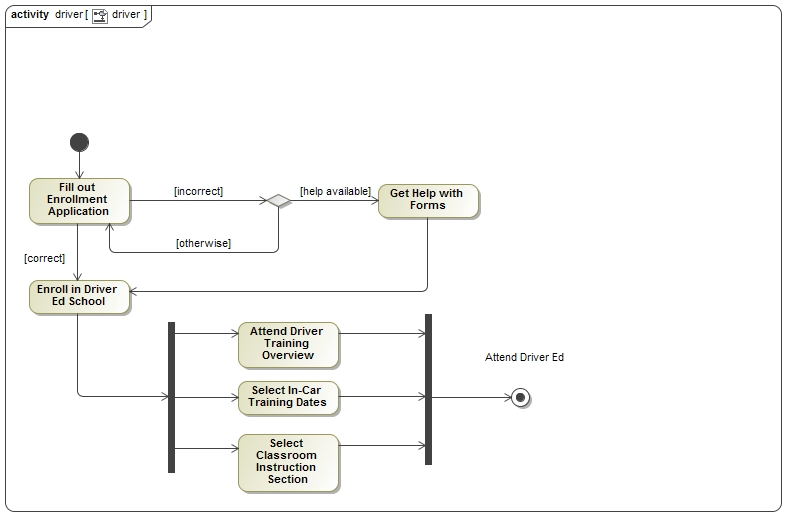 activity driver [ driver ]
[incorrect]
[help available]
Fill out
Enrollment
Application
Get Help with
Forms
[otherwise]
[correct]
Enroll in Driver
Ed School
Attend Driver
Training
Overview
Attend Driver Ed
Select In-Car
Training Dates
Select
Classroom
Instruction
Section